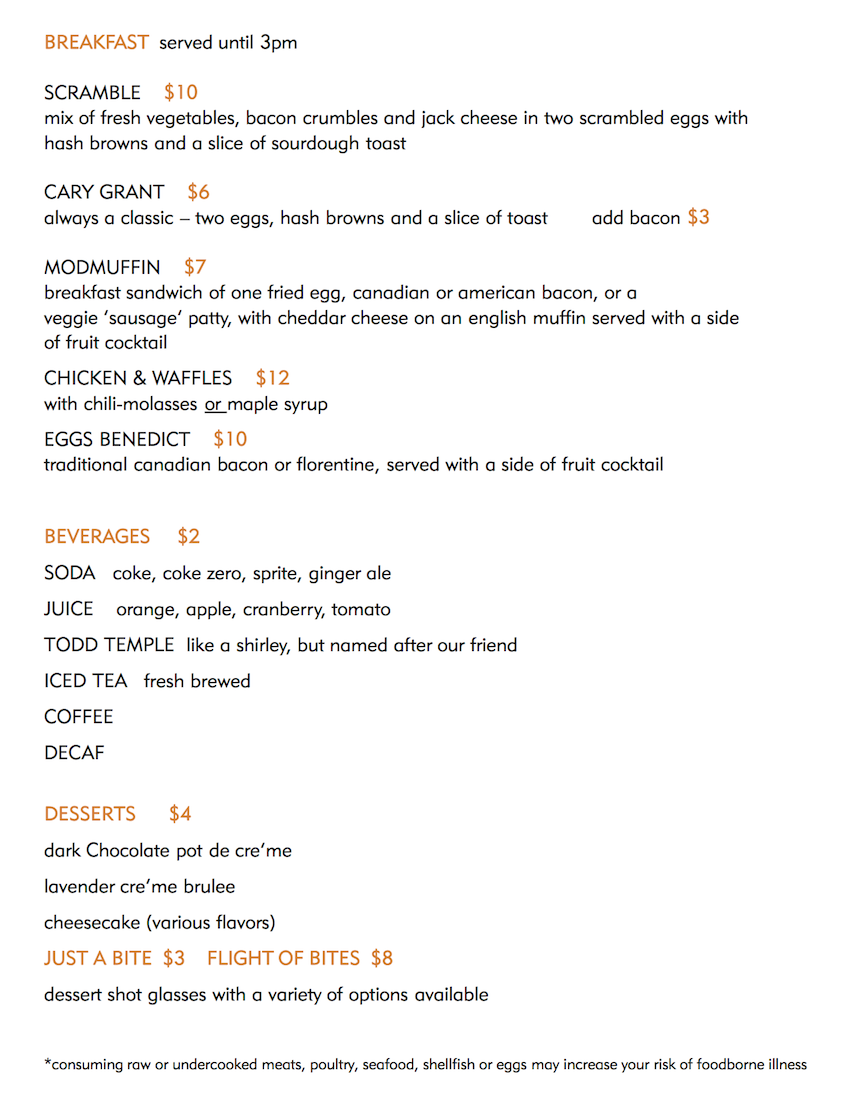 BREAKFAST served until 3pm
SCRAMBLE $10
mix of fresh vegetables, bacon crumbles and jack cheese in two scrambled eggs with
hash browns and a slice of sourdough toast
CARY GRANT $6
always a classic – two eggs, hash browns and a slice of toast add bacon $3
MODMUFFIN $7
breakfast sandwich of one fried egg, canadian or american bacon, or a
veggie ‘sausage‘ patty, with cheddar cheese on an english muffin served with a side
of fruit cocktail
CHICKEN & WAFFLES $12
with chili-molasses or maple syrup
EGGS BENEDICT $10
traditional canadian bacon or florentine, served with a side of fruit cocktail
BEVERAGES $2
SODA coke, coke zero, sprite, ginger ale
JUICE orange, apple, cranberry, tomato
TODD TEMPLE like a shirley, but named after our friend
ICED TEA fresh brewed
COFFEE
DECAF
DESSERTS $4
dark Chocolate pot de cre’me
lavender cre’me brulee
cheesecake (various flavors)
JUST A BITE $3 FLIGHT OF BITES $8
dessert shot glasses with a variety of options available
*consuming raw or undercooked meats, poultry, seafood, shellfish or eggs may increase your risk of foodborne illness